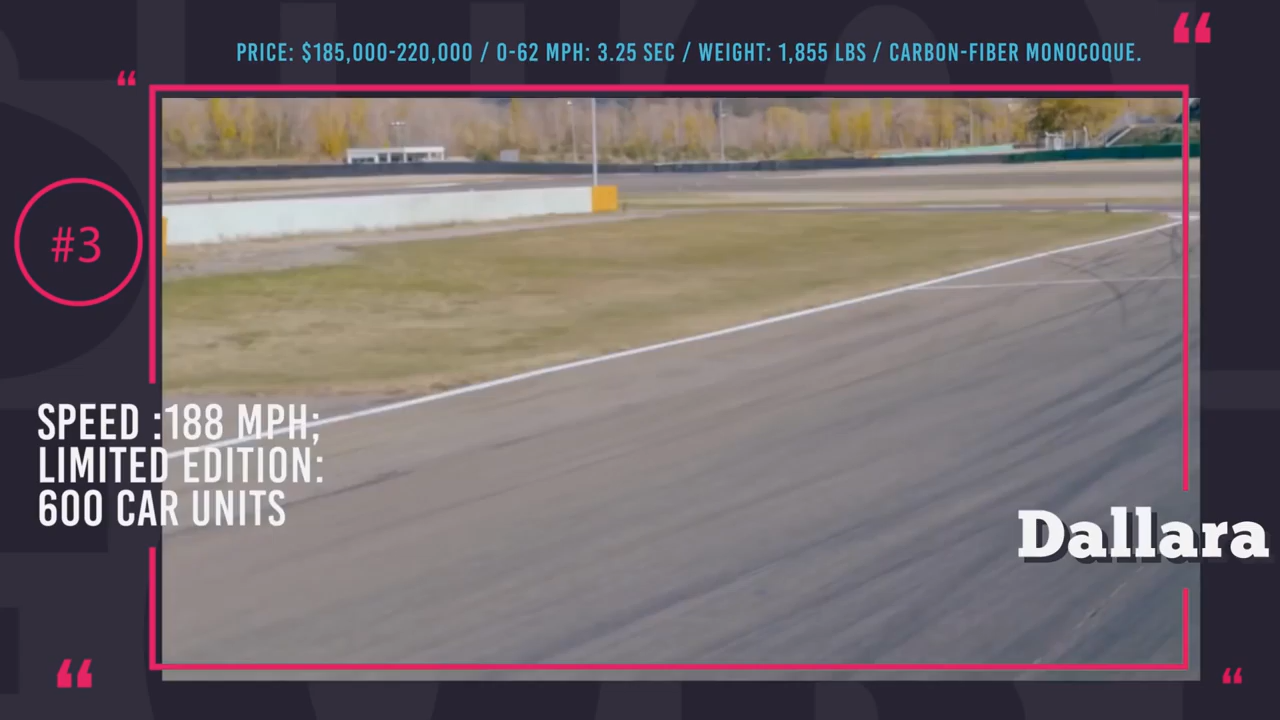 PRICE: $185,000-220,000 / 0-62 MPH: 3.25 SEC / WEIGHT: 1,855 LBS / CARBON-FIBER MONOCOQUE.
#3
SPEED :188 MPH;
LIMITED EDITION:
600 CAR UNITS
Dallara